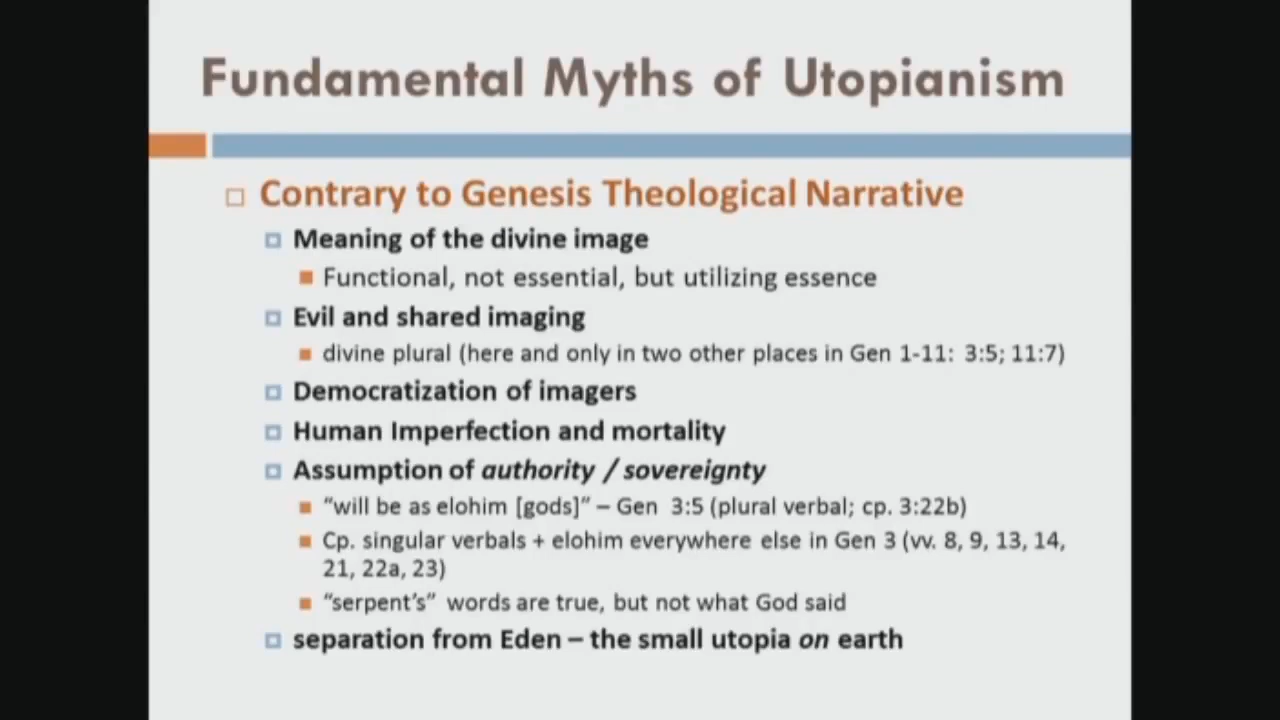 Fundamental Myths of Utopianism
Contrary to Genesis Theological Narrative
Meaning of the divine image
Functional, not essential, but utilizing essence
Evil and shared imaging
divine plural (here and only in two other places in Gen 1-11: 3:5; 11:7)
Democratization of imagers
Human Imperfection and mortality
Assumption of authority / sovereignty
“will be as elohim [gods]” – Gen 3:5 (plural verbal; cp. 3:22b)
Cp. singular verbals + elohim everywhere else in Gen 3 (vv. 8, 9, 13, 14,
21, 22a, 23)
“serpent’s” words are true, but not what God said
separation from Eden – the small utopia on earth